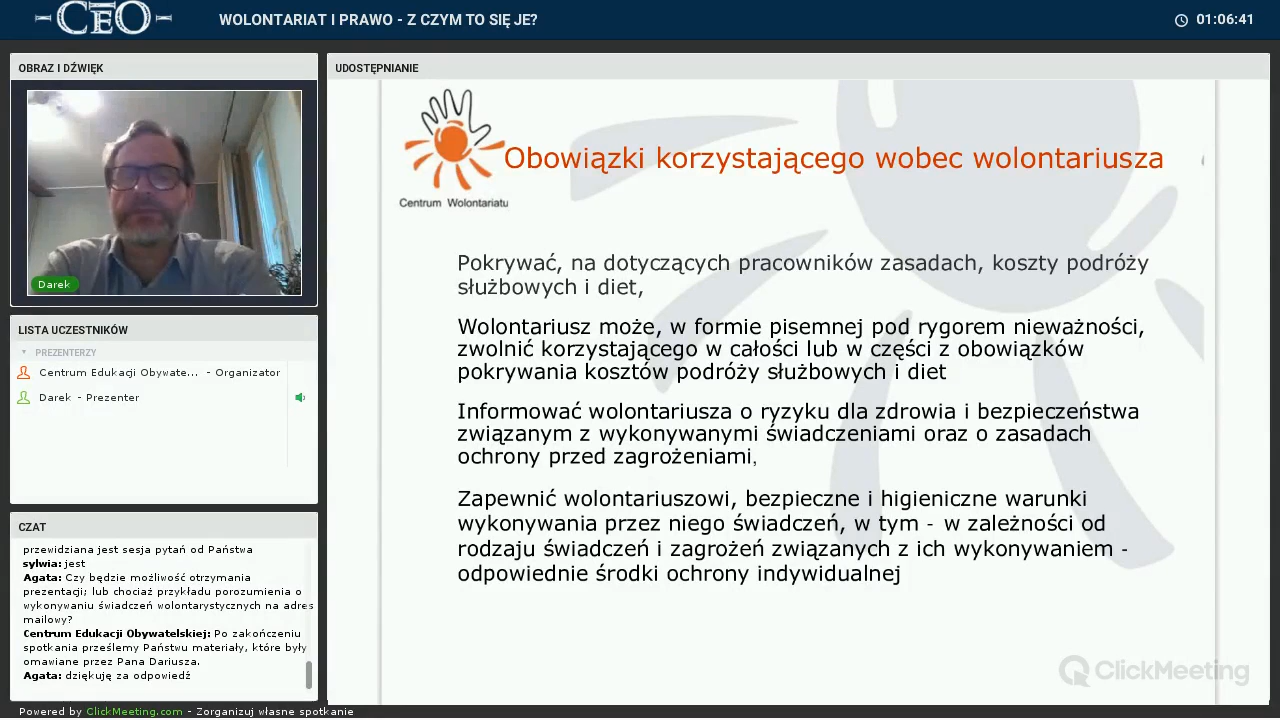 CEO
WOLONTARIAT I PRAWO - Z CZYM TO SIĘ JE?
01:06:41
OBRAZ I DŹWIĘK
Darek
LISTA UCZESTNIKÓW
PREZENTERZY
Centrum Edukacji Obywate... - Organizator
Darek - Prezenter
CZAT
przewidziana jest sesja pytań od Państwa
sylwia: jest
Agata: Czy będzie możliwość otrzymania
prezentagji; lub chociaż przykładu porozumienia o
wykonywaniu świadczeń wolontarystycznych na adres
mailowy?
Centrum Edukacji Obywatelskiej: Po zakończeniu
spotkania prześlemy Państwu materiały, które były
omawiane przez Pana Dariusza.
Agata: dziękuję za odpowiedź
UDOSTĘPNIANIE
Centrum Wolontariatu
Obowiązki korzystającego wobec wolontariusza
Pokrywać, na dotyczących pracowników zasadach, koszty podróży
służbowych i diet,
Wolontariusz może, w formie pisemnej pod rygorem nieważności,
zwolnić korzystającego w całości lub w części z obowiązków
pokrywania kosztów podróży służbowych i diet
Informować wolontariusza o ryzyku dla zdrowia i bezpieczeństwa
związanym z wykonywanymi świadczeniami oraz o zasadach
ochrony przed zagrożeniami,
Zapewnić wolontariuszowi, bezpieczne i higieniczne warunki
wykonywania przez niego świadczeń, w tym - w zależności od
rodzaju świadczeń i zagrożeń związanych z ich wykonywaniem -
odpowiednie środki ochrony indywidualnej
ClickMeeting
Powered by ClickMeeting.com - Zorganizuj własne spotkanie